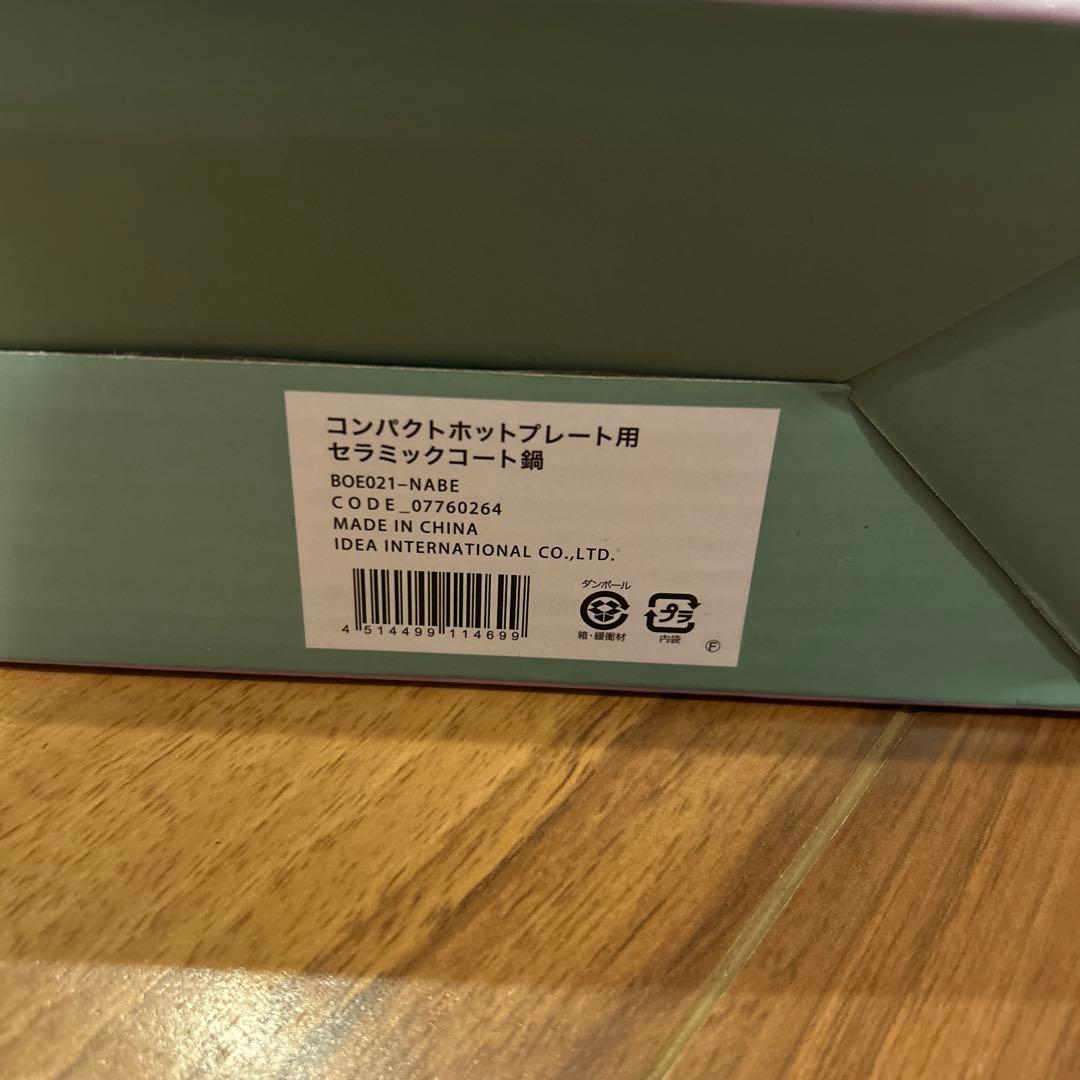 コンパクトホットプレート用
セラミックコート鍋
BOE021-NABE
CODE_07760264
MADE IN CHINA
IDEA INTERNATIONAL CO.,LTD.
4 514499 114699
ダンボール
箱・緩衝材
プラ
内袋
F